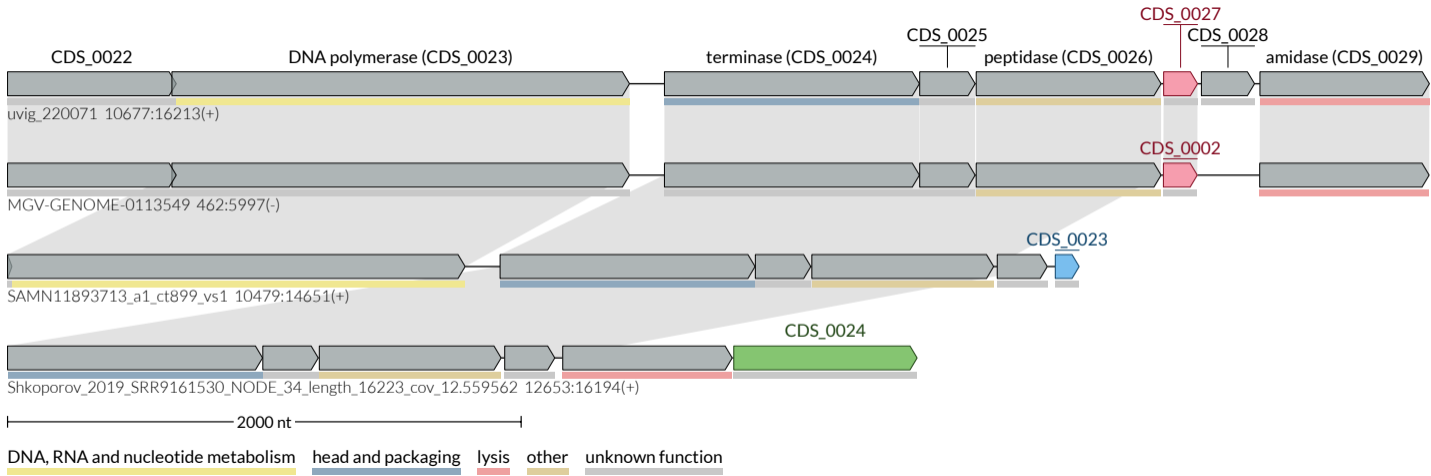 CDS_0027
CDS_0025 CDS_0028
CDS_0022 DNA polymerase (CDS_0023) terminase (CDS_0024) peptidase (CDS_0026) amidase (CDS_0029)
uvig_220071 10677:16213(+)
CDS_0002
MGV-GENOME-0113549 462:5997(-)
CDS_0023
SAMN11893713_a1_ct899_vs1 10479:14651(+)
CDS_0024
Shkoporov_2019_SRR9161530_NODE_34_length_16223_cov_12.559562 12653:16194(+)
2000 nt
DNA, RNA and nucleotide metabolism head and packaging lysis other unknown function